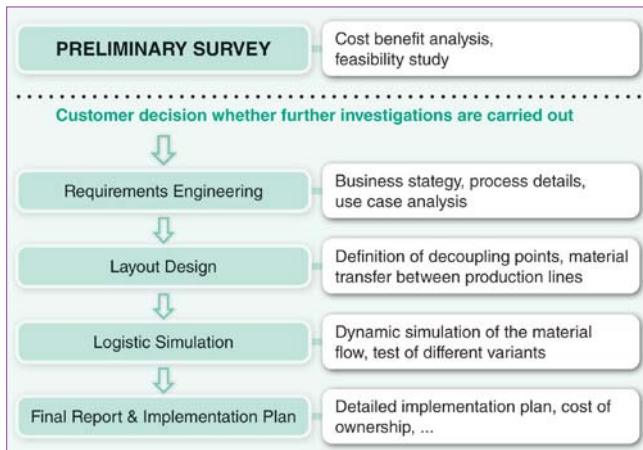 PRELIMINARY SURVEY
Cost benefit analysis,
feasibility study
Customer decision whether further investigations are carried out
Requirements Engineering
Business stategy, process details,
use case analysis
Layout Design
Definition of decoupling points, material
transfer between production lines
Logistic Simulation
Dynamic simulation of the material
flow, test of different variants
Final Report & Implementation Plan
Detailed implementation plan, cost of
ownership, ...